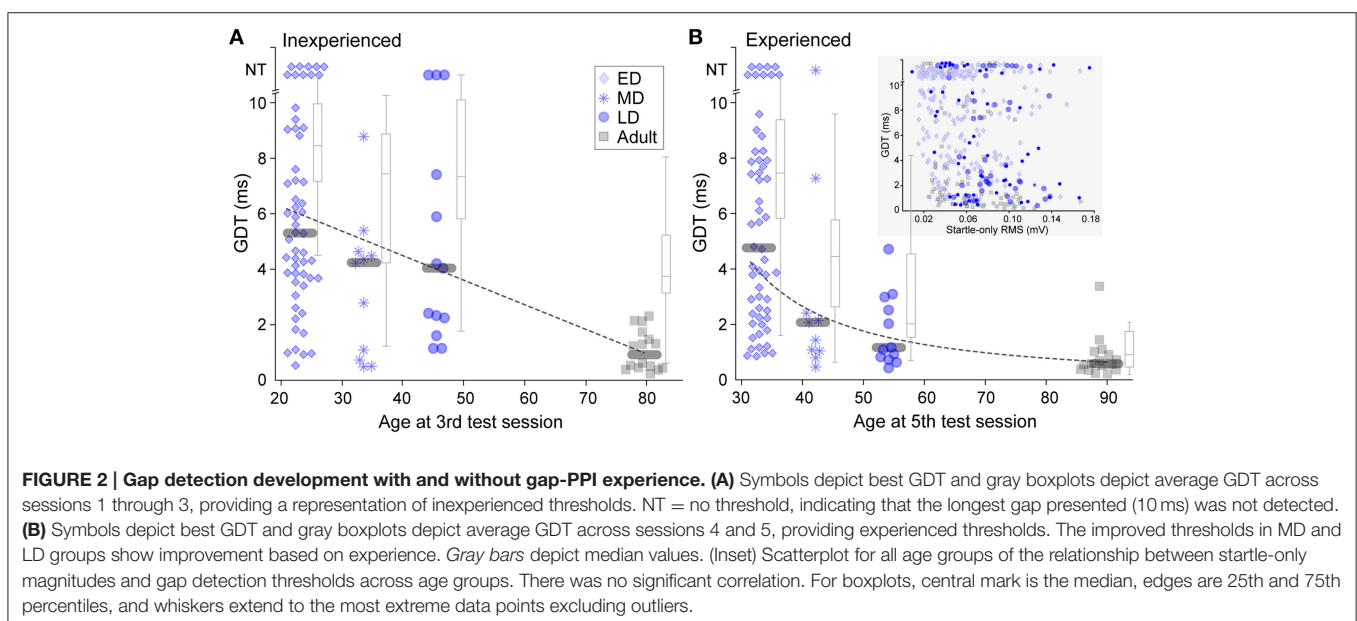 A
Inexperienced
NT
10
8
6
4
2
0
GDT (ms)
20 30 40 50 60 70 80
Age at 3rd test session
ED
MD
LD
Adult
B
Experienced
NT
10
8
6
4
2
0
GDT (ms)
30 40 50 60 70 80 90
Age at 5th test session
NT
10
8
6
4
2
0
GDT (ms)
0.02 0.06 0.10 0.14 0.18
Startle-only RMS (mV)
FIGURE 2 | Gap detection development with and without gap-PPI experience. (A) Symbols depict best GDT and gray boxplots depict average GDT across
sessions 1 through 3, providing a representation of inexperienced thresholds. NT = no threshold, indicating that the longest gap presented (10 ms) was not detected.
(B) Symbols depict best GDT and gray boxplots depict average GDT across sessions 4 and 5, providing experienced thresholds. The improved thresholds in MD and
LD groups show improvement based on experience. Gray bars depict median values. (Inset) Scatterplot for all age groups of the relationship between startle-only
magnitudes and gap detection thresholds across age groups. There was no significant correlation. For boxplots, central mark is the median, edges are 25th and 75th
percentiles, and whiskers extend to the most extreme data points excluding outliers.